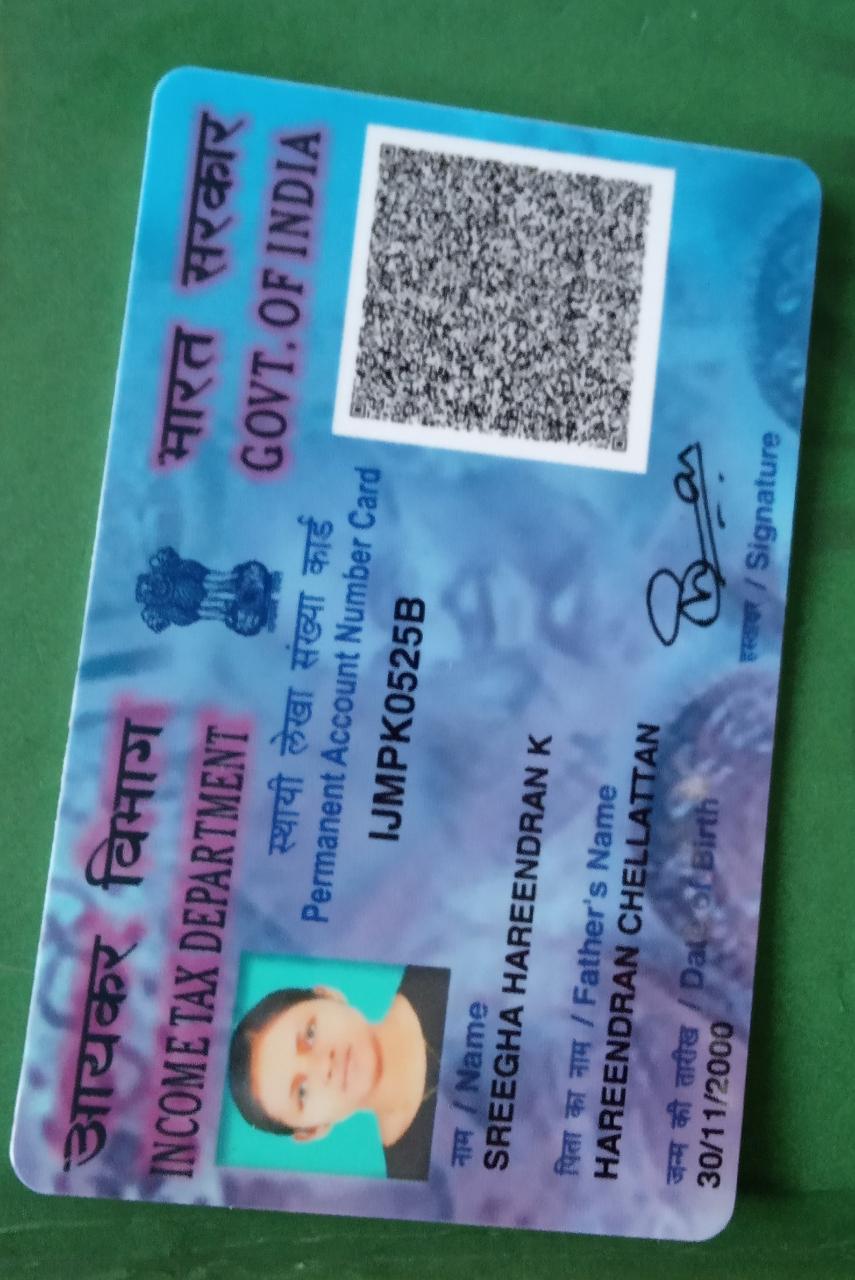 आयकर विभाग
INCOME TAX DEPARTMENT
भारत सरकार
GOVT. OF INDIA
स्थायी लेखा संख्या कार्ड
Permanent Account Number Card
IJMPK0525B
नाम / Name
SREEGHA HAREENDRAN K
पिता का नाम / Father's Name
HAREENDRAN CHELLATTAN
जन्म की तारीख / Date of Birth
30/11/2000
हस्ताक्षर / Signature